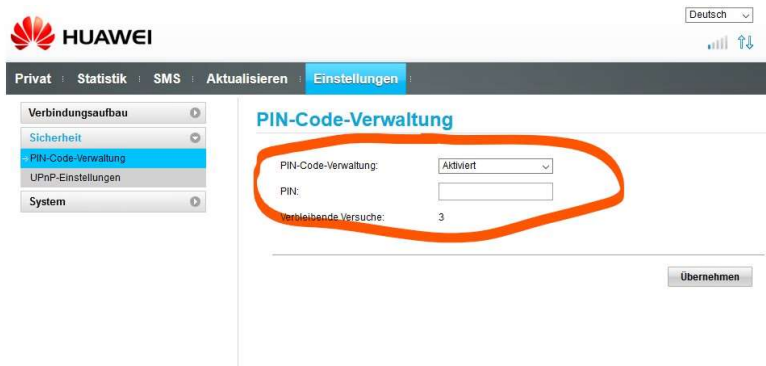 Deutsch
HUAWEI
Privat Statistik SMS Aktualisieren Einstellungen
Verbindungsaufbau
Sicherheit
PIN-Code-Verwaltung
UPnP-Einstellungen
System
PIN-Code-Verwaltung
PIN-Code-Verwaltung: Aktiviert
PIN:
Verbleibende Versuche: 3
Übernehmen